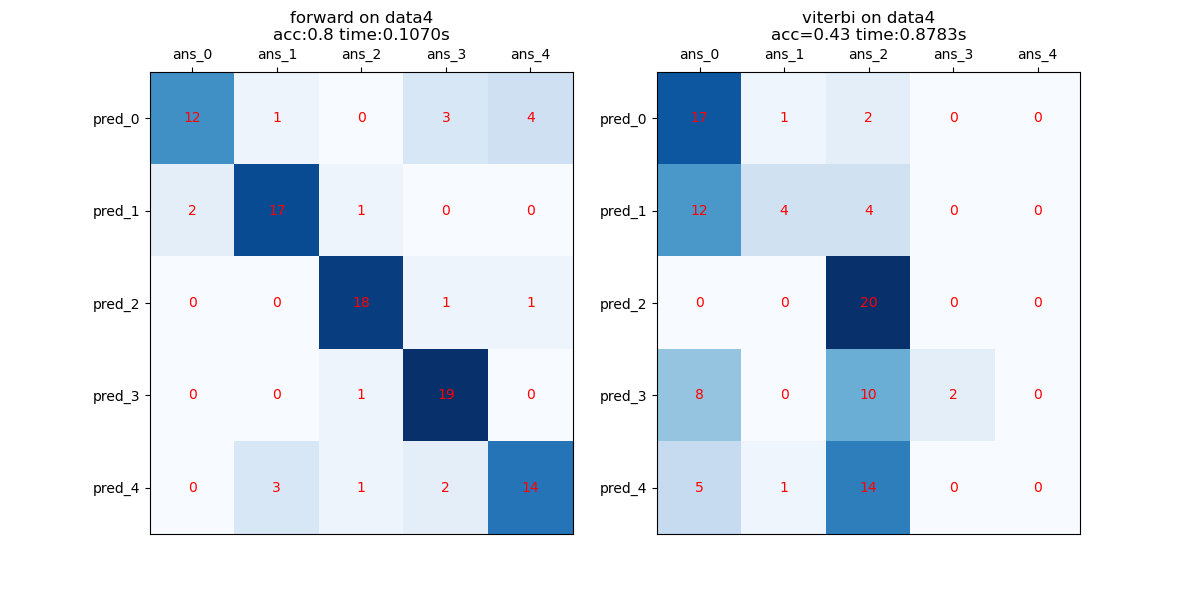 forward on data4
acc:0.8 time:0.1070s
ans_0 ans_1 ans_2 ans_3 ans_4
pred_0 12 1 0 3 4
pred_1 2 17 1 0 0
pred_2 0 0 18 1 1
pred_3 0 0 1 19 0
pred_4 0 3 1 2 14
viterbi on data4
acc=0.43 time:0.8783s
ans_0 ans_1 ans_2 ans_3 ans_4
pred_0 17 1 2 0 0
pred_1 12 4 4 0 0
pred_2 0 0 20 0 0
pred_3 8 0 10 2 0
pred_4 5 1 14 0 0